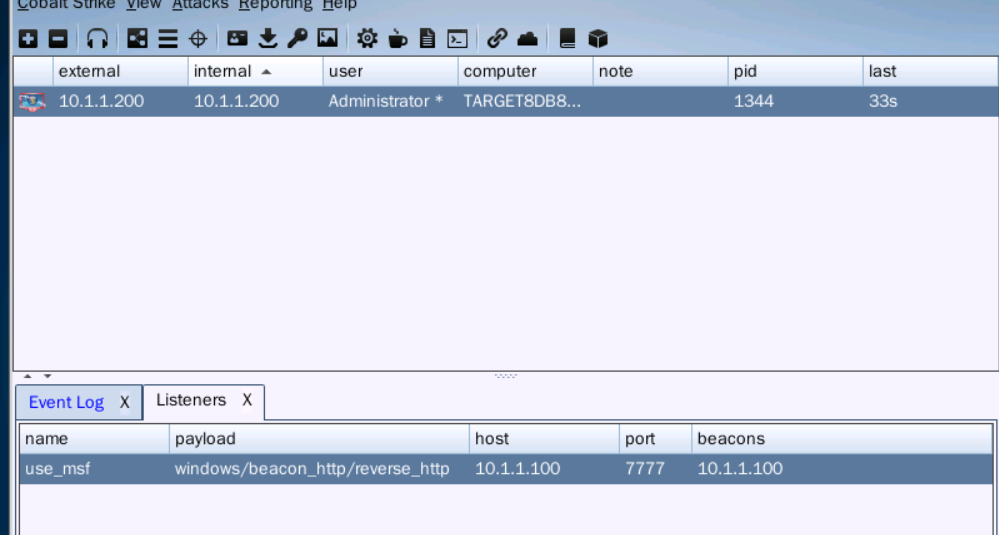 Cobalt Strike View Attacks Reporting Help
external internal user computer note pid last
10.1.1.200 10.1.1.200 Administrator * TARGET8DB8... 1344 33s
Event Log X Listeners X
name payload host port beacons
use_msf windows/beacon_http/reverse_http 10.1.1.100 7777 10.1.1.100